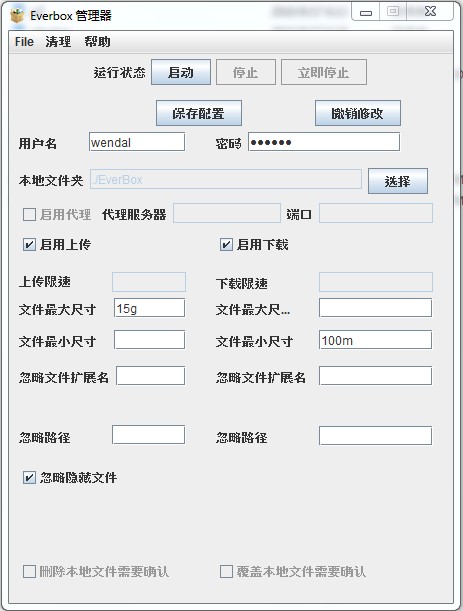 Everbox 管理器
File 清理 帮助
运行状态 启动 停止 立即停止
保存配置 撤销修改
用户名 wendal 密码 ●●●●●●
本地文件夹 ./EverBox 选择
启用代理 代理服务器 端口
启用上传 启用下载
上传限速 下载限速
文件最大尺寸 15g 文件最大尺...
文件最小尺寸 文件最小尺寸 100m
忽略文件扩展名 忽略文件扩展名
忽略路径 忽略路径
忽略隐藏文件
删除本地文件需要确认 覆盖本地文件需要确认